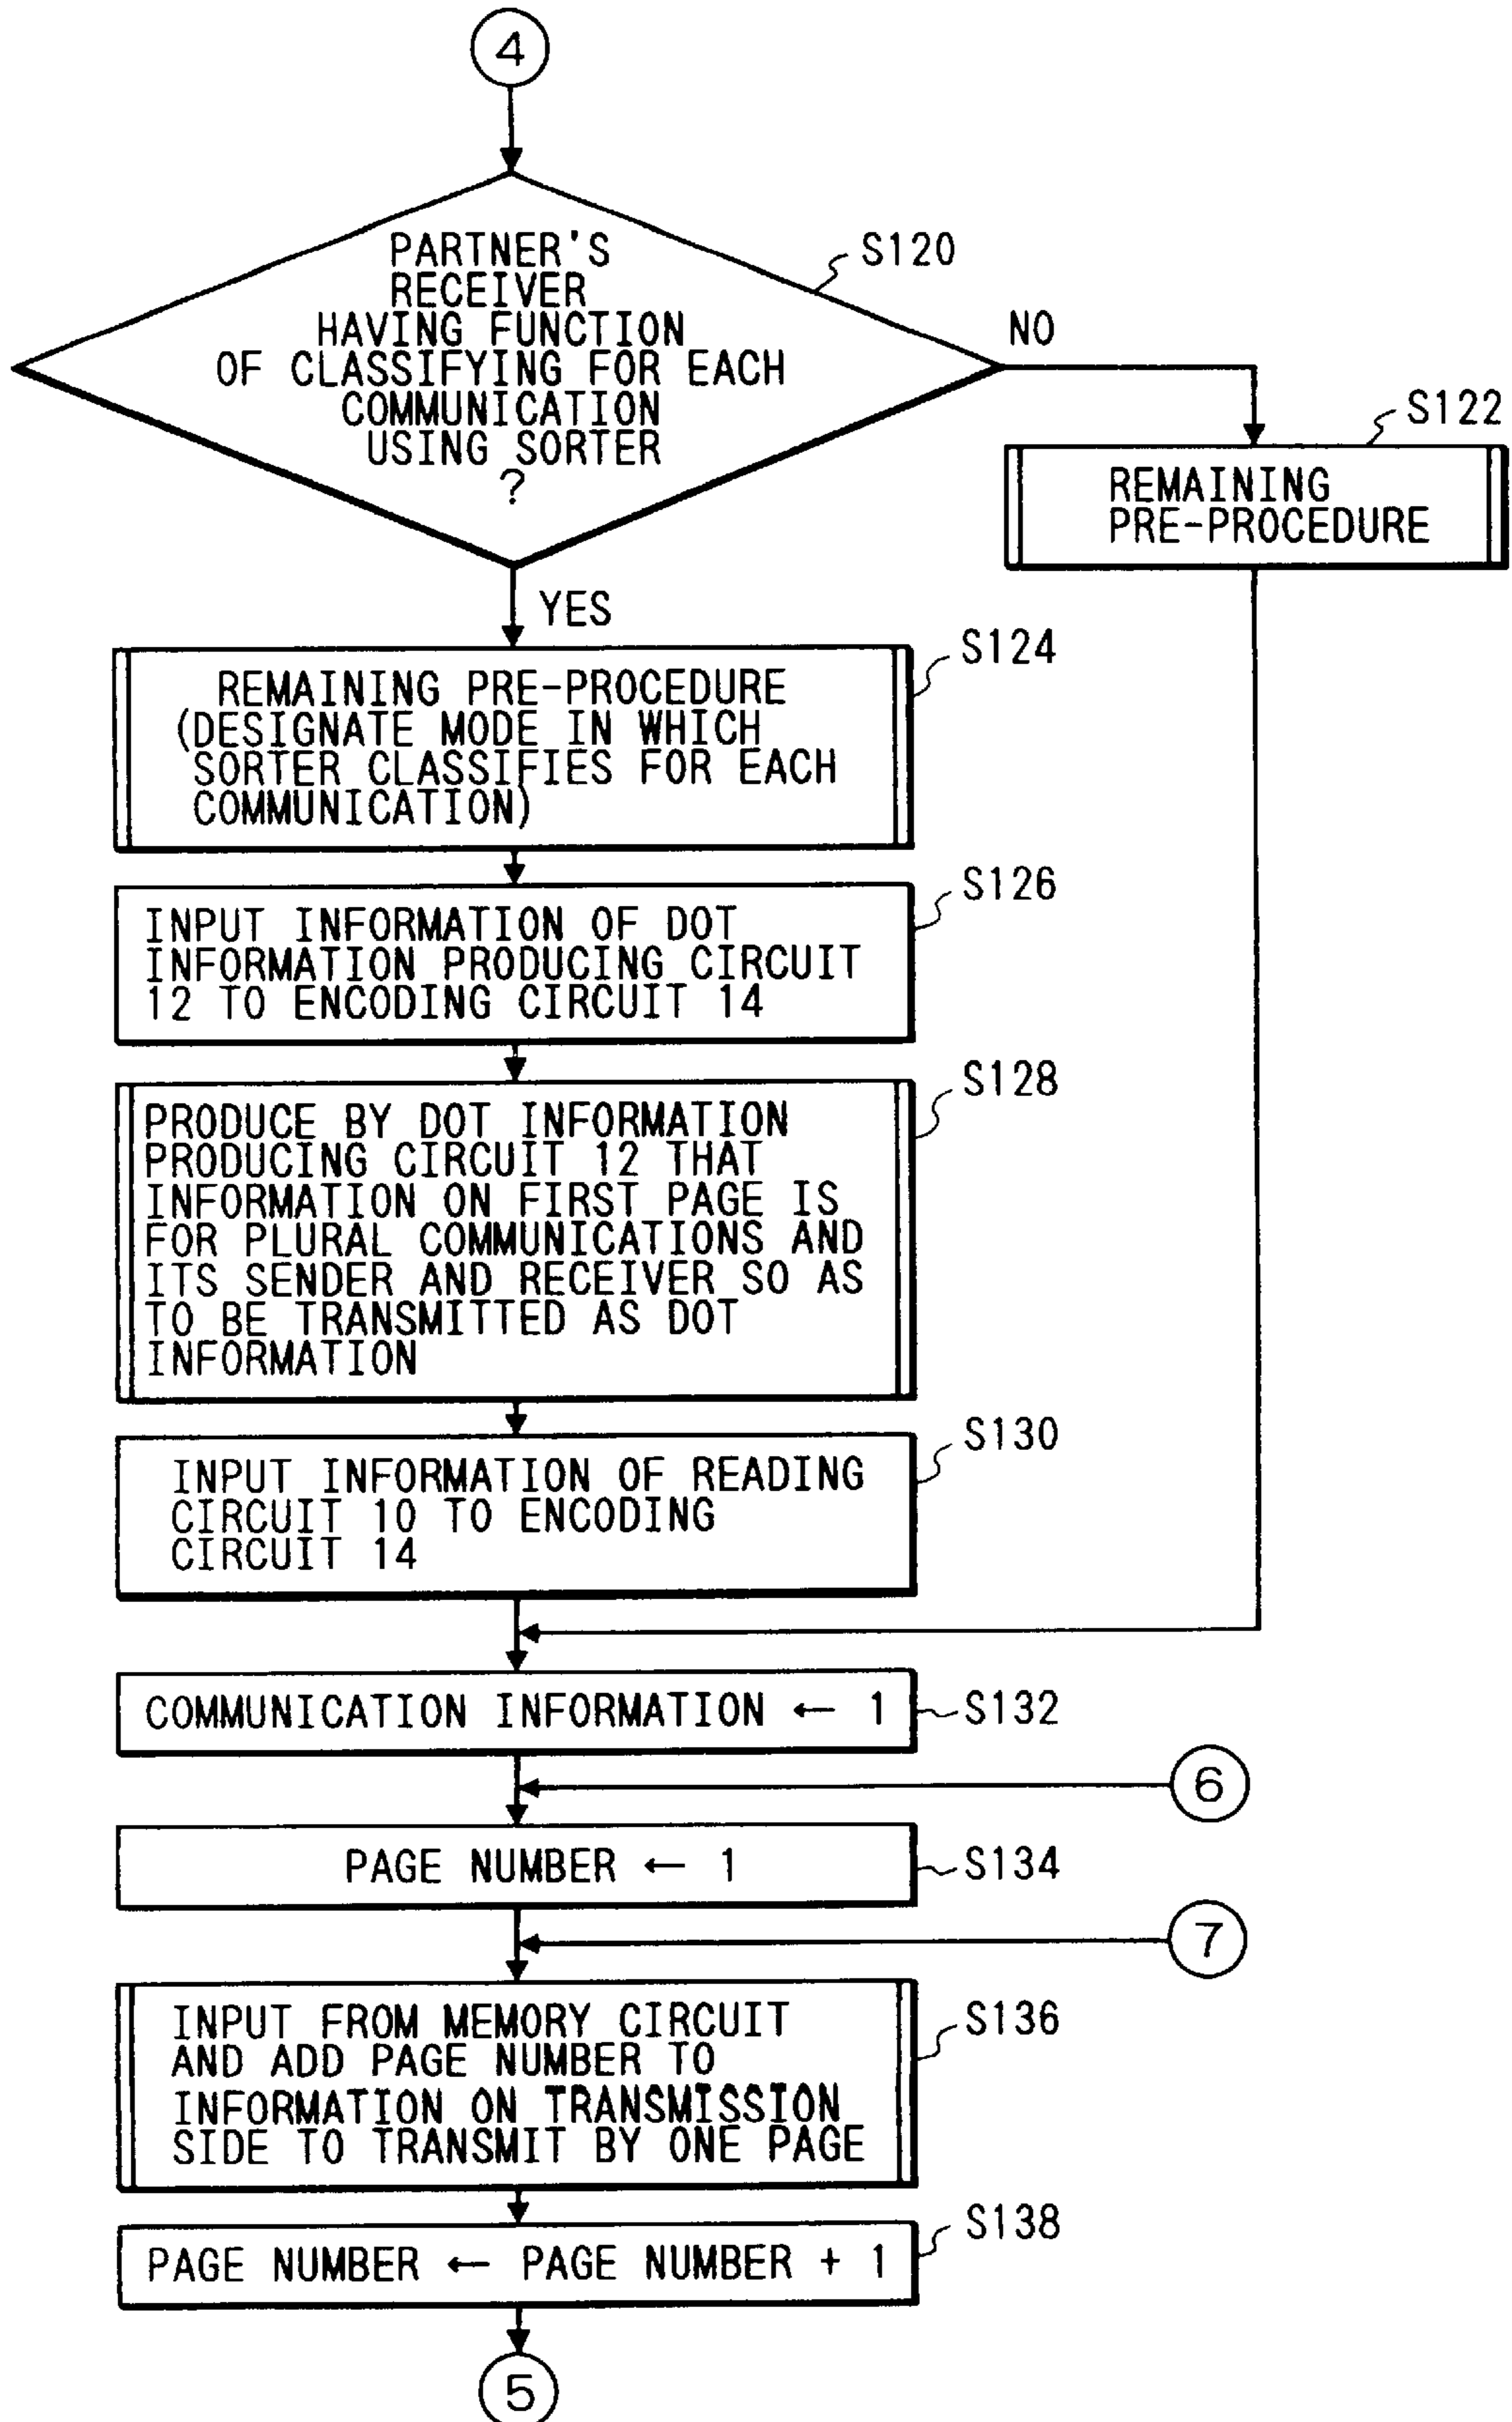 4
PARTNER'S
RECEIVER
HAVING FUNCTION
OF CLASSIFYING FOR EACH
COMMUNICATION
USING SORTER
?
S120
NO
S122
REMAINING
PRE-PROCEDURE
YES
S124
REMAINING PRE-PROCEDURE
(DESIGNATE MODE IN WHICH
SORTER CLASSIFIES FOR EACH
COMMUNICATION)
S126
INPUT INFORMATION OF DOT
INFORMATION PRODUCING CIRCUIT
12 TO ENCODING CIRCUIT 14
S128
PRODUCE BY DOT INFORMATION
PRODUCING CIRCUIT 12 THAT
INFORMATION ON FIRST PAGE IS
FOR PLURAL COMMUNICATIONS AND
ITS SENDER AND RECEIVER SO AS
TO BE TRANSMITTED AS DOT
INFORMATION
S130
INPUT INFORMATION OF READING
CIRCUIT 10 TO ENCODING
CIRCUIT 14
COMMUNICATION INFORMATION ← 1
S132
6
PAGE NUMBER ← 1
S134
7
S136
INPUT FROM MEMORY CIRCUIT
AND ADD PAGE NUMBER TO
INFORMATION ON TRANSMISSION
SIDE TO TRANSMIT BY ONE PAGE
S138
PAGE NUMBER ← PAGE NUMBER + 1
5